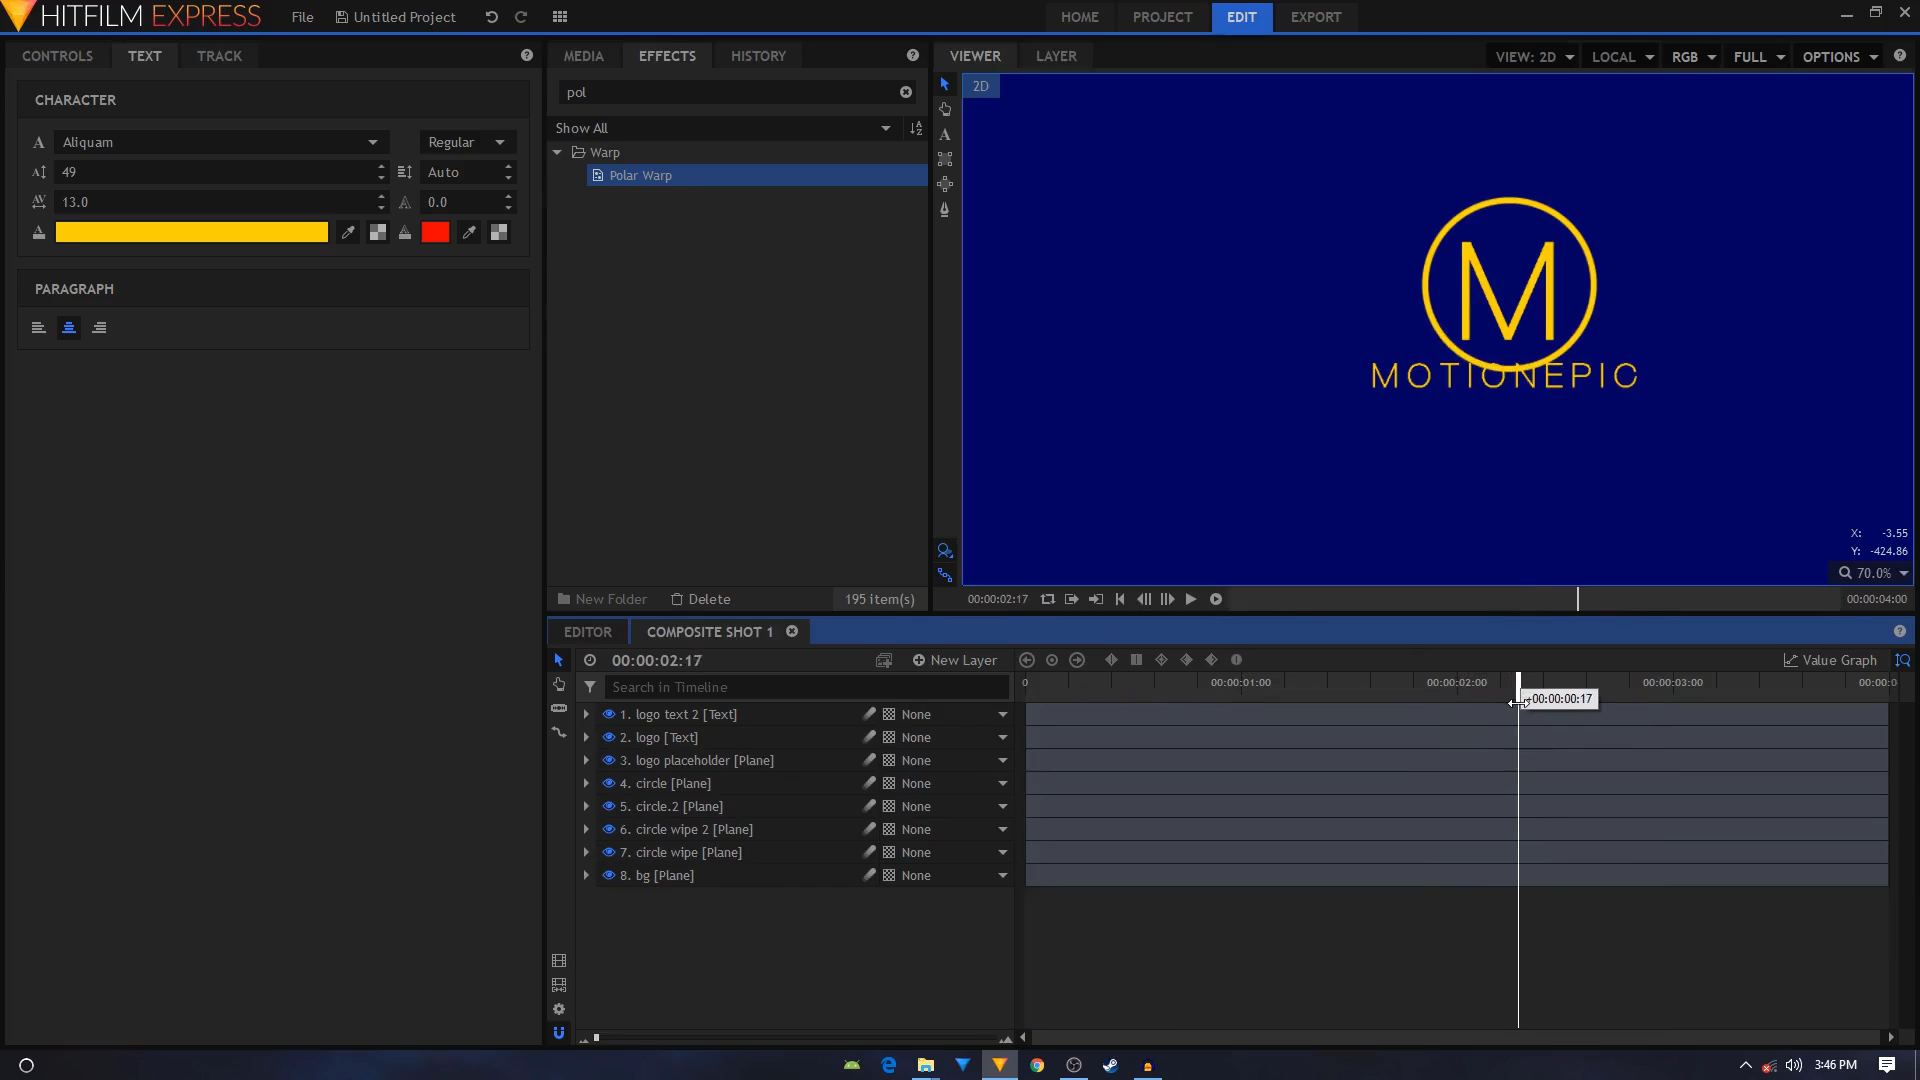 HITFILM EXPRESS
File
Untitled Project
HOME
PROJECT
EDIT
EXPORT
CONTROLS
TEXT
TRACK
CHARACTER
Aliquam
Regular
49
Auto
13.0
0.0
PARAGRAPH
MEDIA
EFFECTS
HISTORY
pol
Show All
Warp
Polar Warp
New Folder
Delete
195 item(s)
VIEWER
LAYER
VIEW: 2D
LOCAL
RGB
FULL
OPTIONS
2D
M
MOTIONEPIC
X: -3.55
Y: -424.86
70.0%
00:00:02:17
00:00:04:00
EDITOR
COMPOSITE SHOT 1
00:00:02:17
New Layer
Value Graph
Search in Timeline
0
00:00:01:00
00:00:02:00
00:00:03:00
00:00:0
+00:00:00:17
1. logo text 2 [Text] None
2. logo [Text] None
3. logo placeholder [Plane] None
4. circle [Plane] None
5. circle.2 [Plane] None
6. circle wipe 2 [Plane] None
7. circle wipe [Plane] None
8. bg [Plane] None
3:46 PM